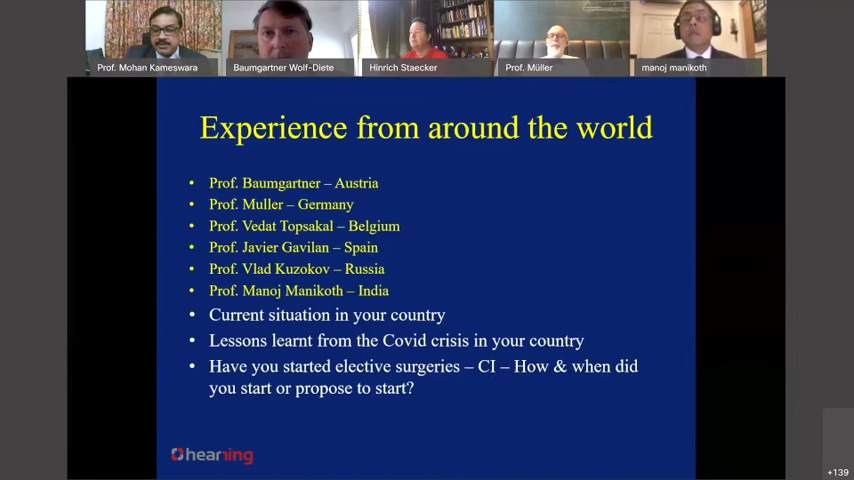 Prof. Mohan Kameswara
Baumgartner Wolf-Diete
Hinrich Staecker
Prof. Müller
manoj manikoth
Experience from around the world
• Prof. Baumgartner – Austria
• Prof. Muller – Germany
• Prof. Vedat Topsakal – Belgium
• Prof. Javier Gavilan – Spain
• Prof. Vlad Kuzokov – Russia
• Prof. Manoj Manikoth – India
• Current situation in your country
• Lessons learnt from the Covid crisis in your country
• Have you started elective surgeries – CI – How & when did
you start or propose to start?
hearring
+139